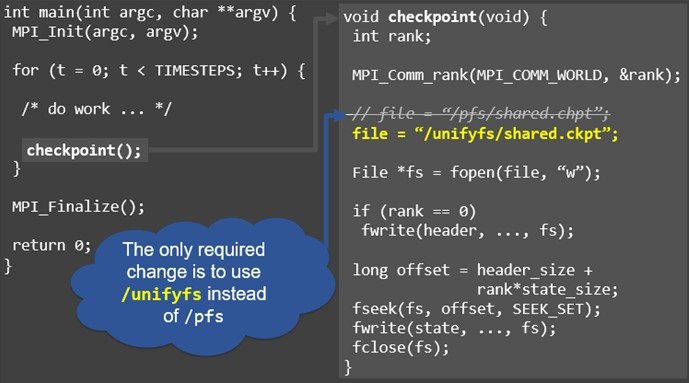 int main(int argc, char **argv) {
MPI_Init(argc, argv);
for (t = 0; t < TIMESTEPS; t++) {
/* do work ... */
checkpoint();
}
MPI_Finalize();
return 0;
}
The only required
change is to use
/unifyfs instead
of /pfs
void checkpoint(void) {
int rank;
MPI_Comm_rank(MPI_COMM_WORLD, &rank);
// file = “/pfs/shared.chpt”;
file = “/unifyfs/shared.ckpt”;
File *fs = fopen(file, “w”);
if (rank == 0)
fwrite(header, ..., fs);
long offset = header_size +
rank*state_size;
fseek(fs, offset, SEEK_SET);
fwrite(state, ..., fs);
fclose(fs);
}